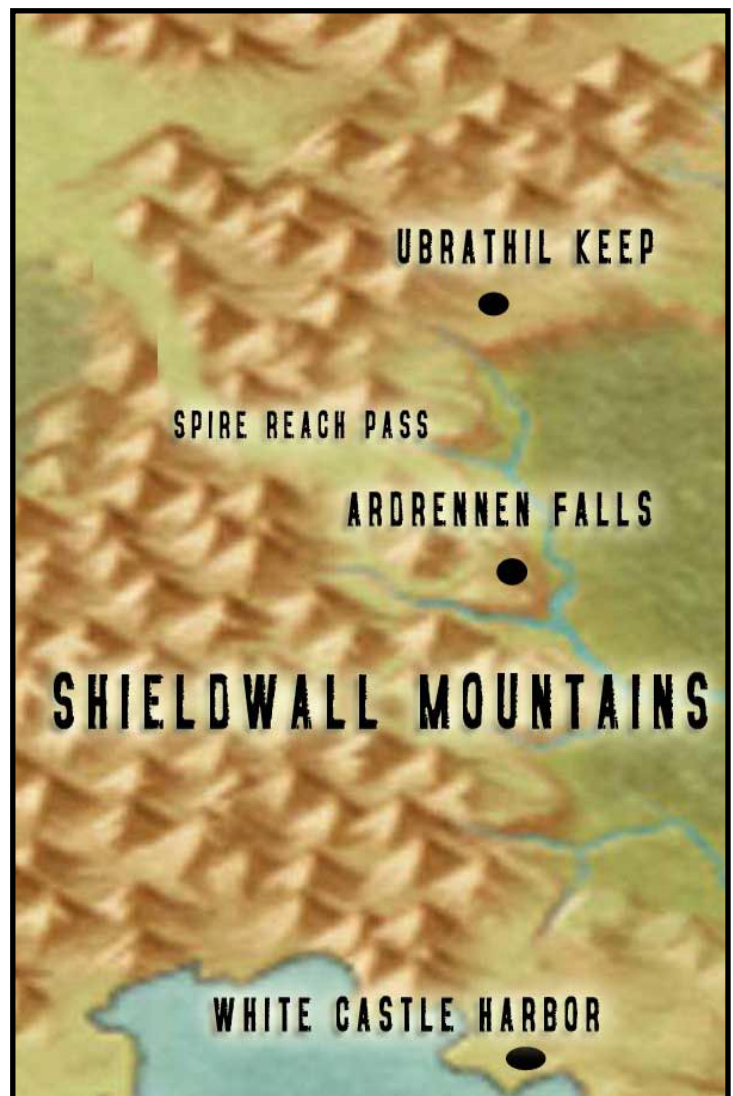 UBRATHIL KEEP
SPIRE REACH PASS
ARDRENNEN FALLS
SHIELDWALL MOUNTAINS
WHITE CASTLE HARBOR